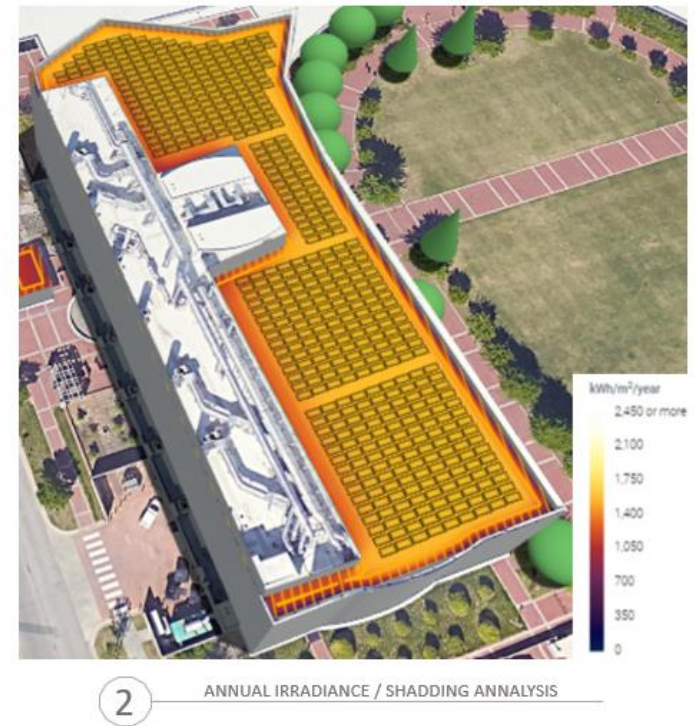 kWh/m²/year
2,450 or more
2,100
1,750
1,400
1,050
700
350
0
2
ANNUAL IRRADIANCE / SHADDING ANNALYSIS